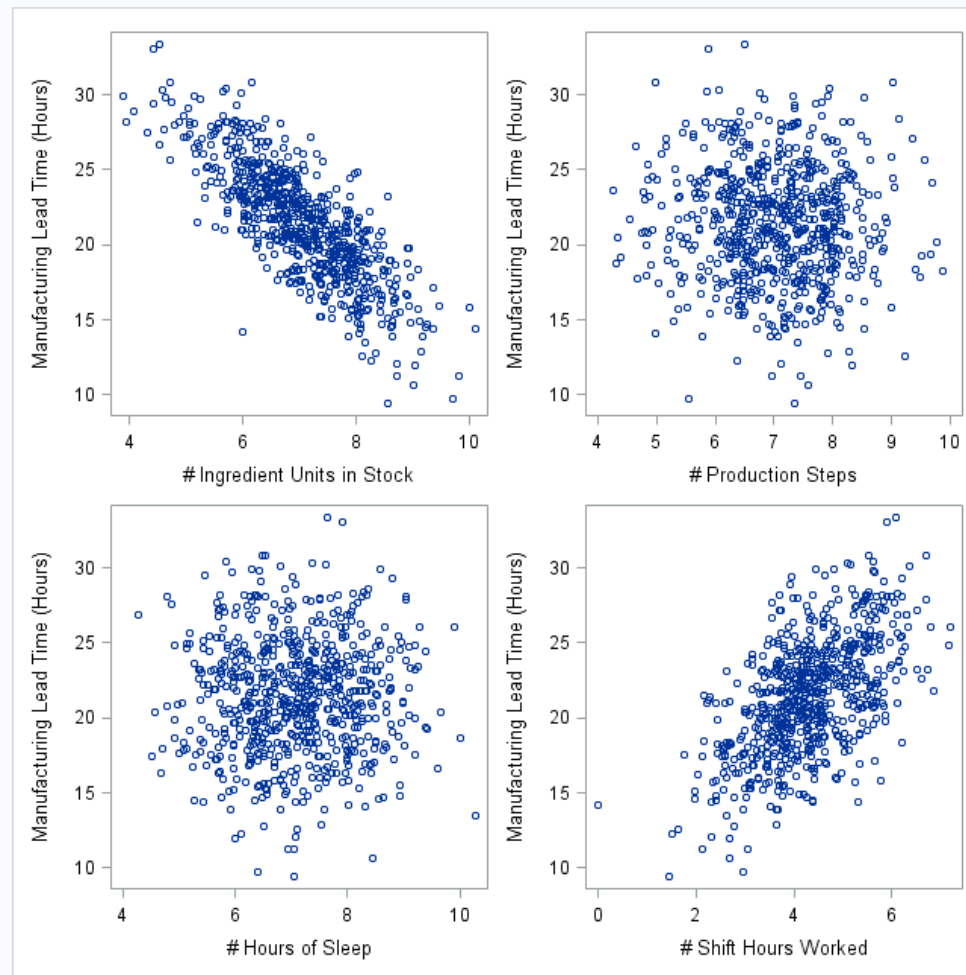 Manufacturing Lead Time (Hours)
30
25
20
15
10
4 6 8 10
# Ingredient Units in Stock
Manufacturing Lead Time (Hours)
30
25
20
15
10
4 5 6 7 8 9 10
# Production Steps
Manufacturing Lead Time (Hours)
30
25
20
15
10
4 6 8 10
# Hours of Sleep
Manufacturing Lead Time (Hours)
30
25
20
15
10
0 2 4 6
# Shift Hours Worked